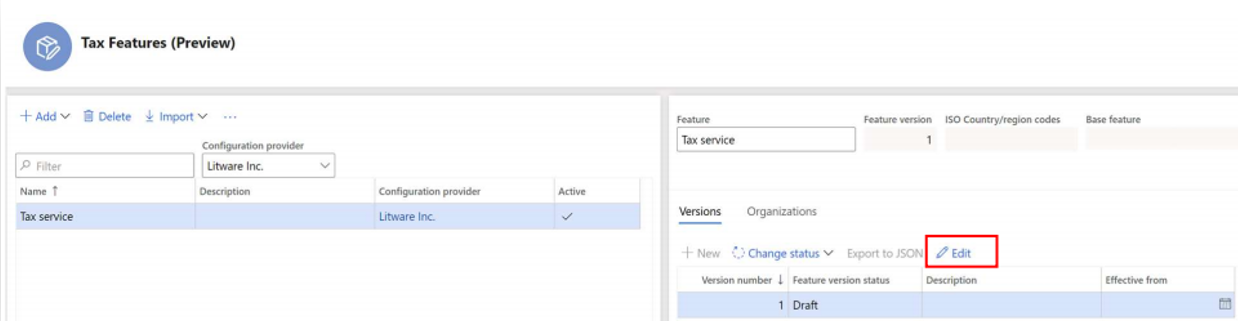 Tax Features (Preview)
Add Delete Import ...
Configuration provider
Filter Litware Inc.
Name Description Configuration provider Active
Tax service Litware Inc.
Feature Feature version ISO Country/region codes Base feature
Tax service 1
Versions Organizations
New Change status Export to JSON Edit
Version number Feature version status Description Effective from
1 Draft